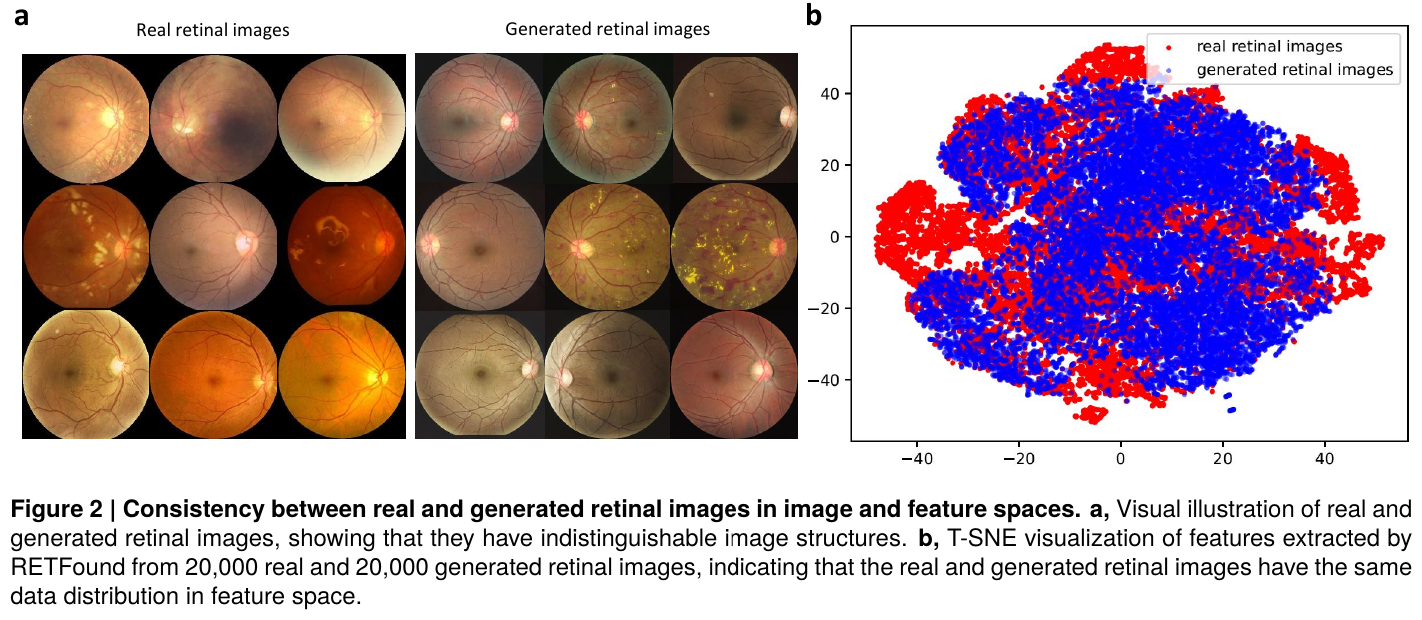 a
Real retinal images
Generated retinal images
b
real retinal images
generated retinal images
40
20
0
−20
−40
−40
−20
0
20
40
Figure 2 | Consistency between real and generated retinal images in image and feature spaces. a, Visual illustration of real and
generated retinal images, showing that they have indistinguishable image structures. b, T-SNE visualization of features extracted by
RETFound from 20,000 real and 20,000 generated retinal images, indicating that the real and generated retinal images have the same
data distribution in feature space.